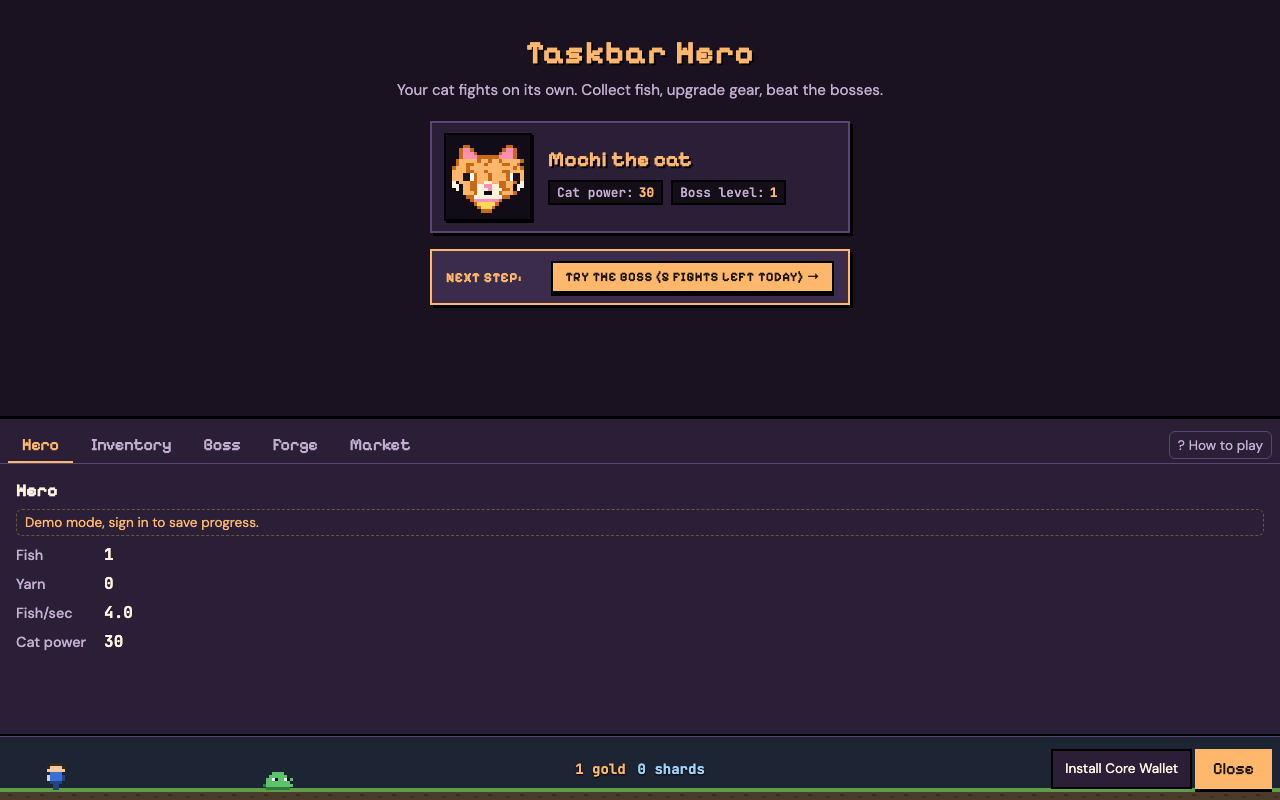 Taskbar Hero
Your cat fights on its own. Collect fish, upgrade gear, beat the bosses.
Mochi the cat
Cat power: 30 Boss level: 1
NEXT STEP: TRY THE BOSS (5 FIGHTS LEFT TODAY) →
Hero Inventory Boss Forge Market ? How to play
Hero
Demo mode, sign in to save progress.
Fish 1
Yarn 0
Fish/sec 4.0
Cat power 30
1 gold 0 shards Install Core Wallet Close